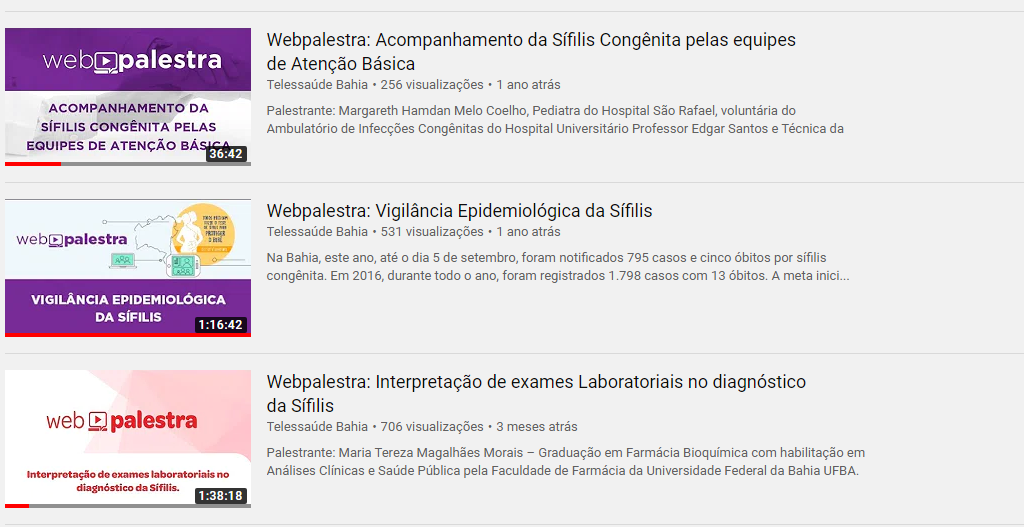 webpalestra
ACOMPANHAMENTO DA
SÍFILIS CONGÊNITA PELAS
EQUIPES DE ATENÇÃO BÁSICA
36:42
Webpalestra: Acompanhamento da Sífilis Congênita pelas equipes
de Atenção Básica
Telessaúde Bahia • 256 visualizações • 1 ano atrás
Palestrante: Margareth Hamdan Melo Coelho, Pediatra do Hospital São Rafael, voluntária do
Ambulatório de Infecções Congênitas do Hospital Universitário Professor Edgar Santos e Técnica da
webpalestra
PROTEGER
O BEBÊ
VIGILÂNCIA EPIDEMIOLÓGICA
DA SÍFILIS
1:16:42
Webpalestra: Vigilância Epidemiológica da Sífilis
Telessaúde Bahia • 531 visualizações • 1 ano atrás
Na Bahia, este ano, até o dia 5 de setembro, foram notificados 795 casos e cinco óbitos por sífilis
congênita. Em 2016, durante todo o ano, foram registrados 1.798 casos com 13 óbitos. A meta inici...
web palestra
Interpretação de exames laboratoriais no
diagnóstico da Sífilis.
1:38:18
Webpalestra: Interpretação de exames Laboratoriais no diagnóstico
da Sífilis
Telessaúde Bahia • 706 visualizações • 3 meses atrás
Palestrante: Maria Tereza Magalhães Morais – Graduação em Farmácia Bioquímica com habilitação em
Análises Clínicas e Saúde Pública pela Faculdade de Farmácia da Universidade Federal da Bahia UFBA.